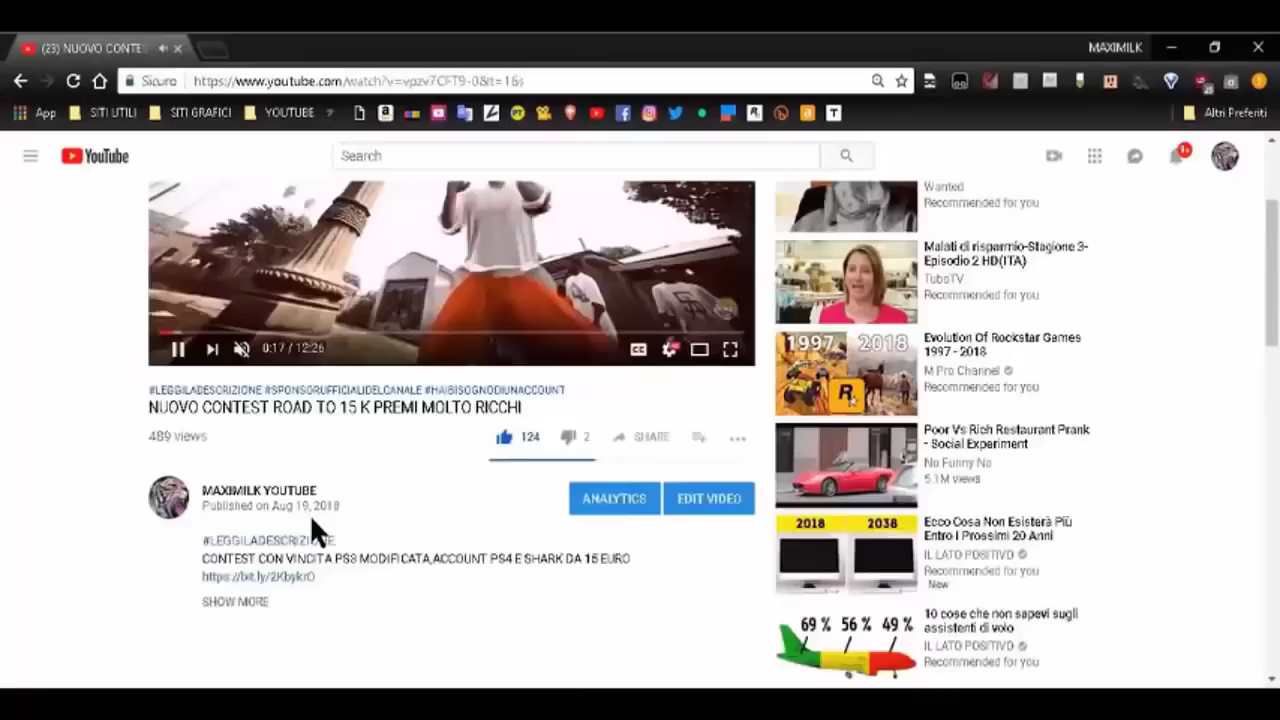 (23) NUOVO CONTE
MAXIMILK
Sicuro
https://www.youtube.com/watch?v=vpzv7CFT9-0&t=16s
App
SITI UTILI
SITI GRAFICI
YOUTUBE
?
T
Altri Preferiti
YouTube
Search
9+
0:17 / 12:26
CC
#LEGGILADESCRIZIONE #SPONSORUFFICIALIDELCANALE #HAIBISOGNODIUNACCOUNT
NUOVO CONTEST ROAD TO 15 K PREMI MOLTO RICCHI
489 views
124
2
SHARE
MAXIMILK YOUTUBE
Published on Aug 19, 2018
ANALYTICS
EDIT VIDEO
#LEGGILADESCRIZIONE
CONTEST CON VINCITA PS3 MODIFICATA,ACCOUNT PS4 E SHARK DA 15 EURO
https://bit.ly/2KbykrO
SHOW MORE
Wanted
Recommended for you
Malati di risparmio-Stagione 3-
Episodio 2 HD(ITA)
TuboTV
Recommended for you
1997
2018
R
Evolution Of Rockstar Games
1997 - 2018
M Pro Channel
Recommended for you
Poor Vs Rich Restaurant Prank
- Social Experiment
No Funny No
5.1M views
2018
2038
Ecco Cosa Non Esisterà Più
Entro I Prossimi 20 Anni
IL LATO POSITIVO
Recommended for you
New
69 %
56 %
49 %
10 cose che non sapevi sugli
assistenti di volo
IL LATO POSITIVO
Recommended for you